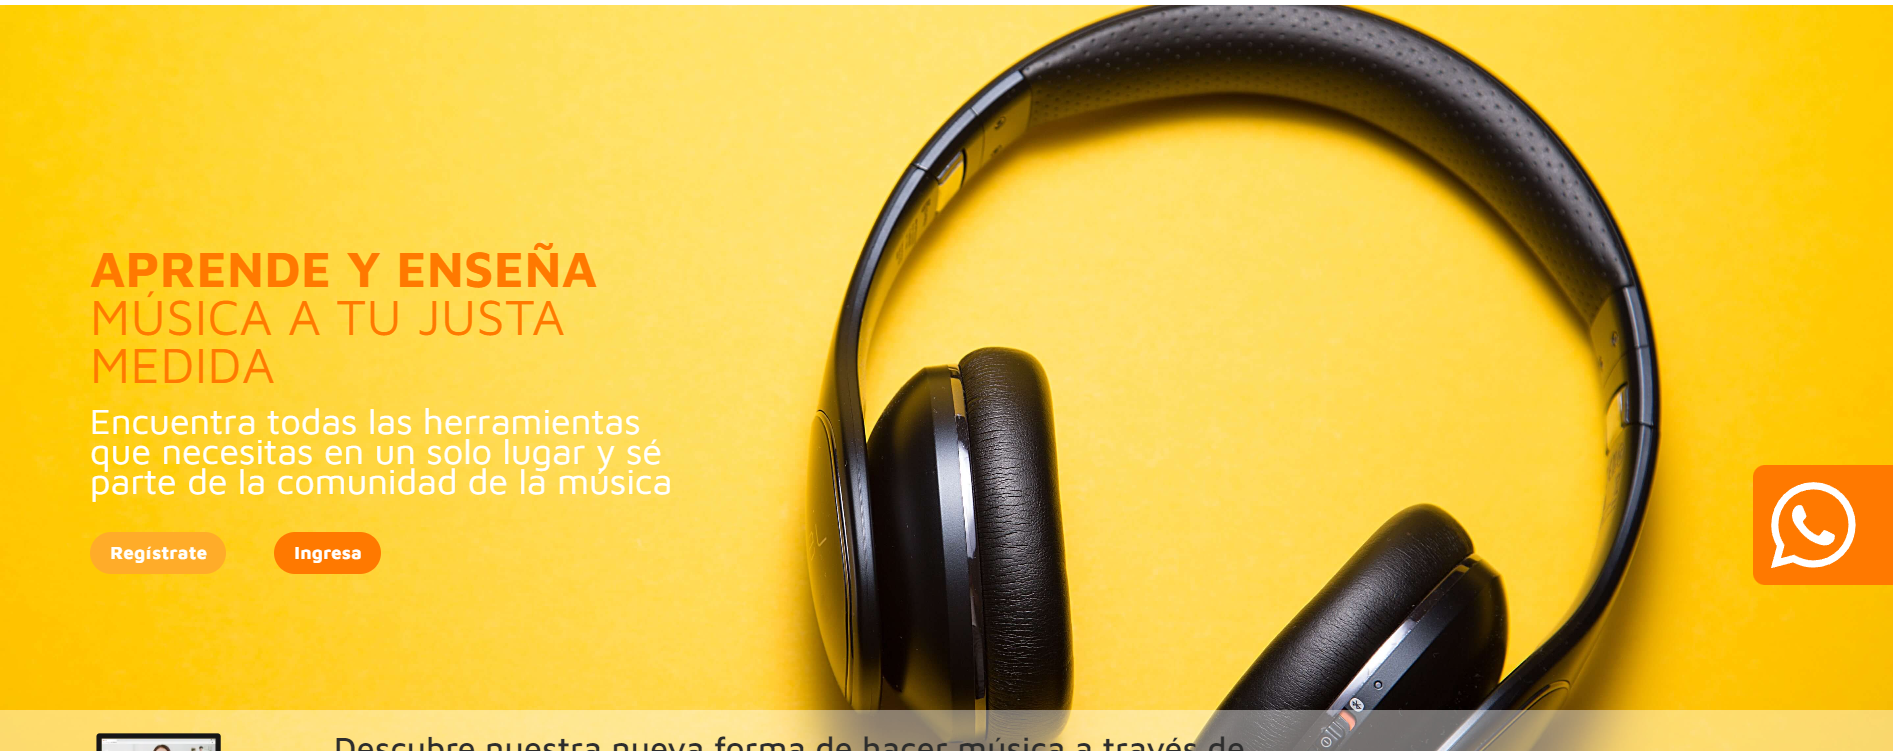 APRENDE Y ENSEÑA
MÚSICA A TU JUSTA
MEDIDA
Encuentra todas las herramientas
que necesitas en un solo lugar y sé
parte de la comunidad de la música
Regístrate
Ingresa
Descubre nuestra nueva forma de hacer música a través de